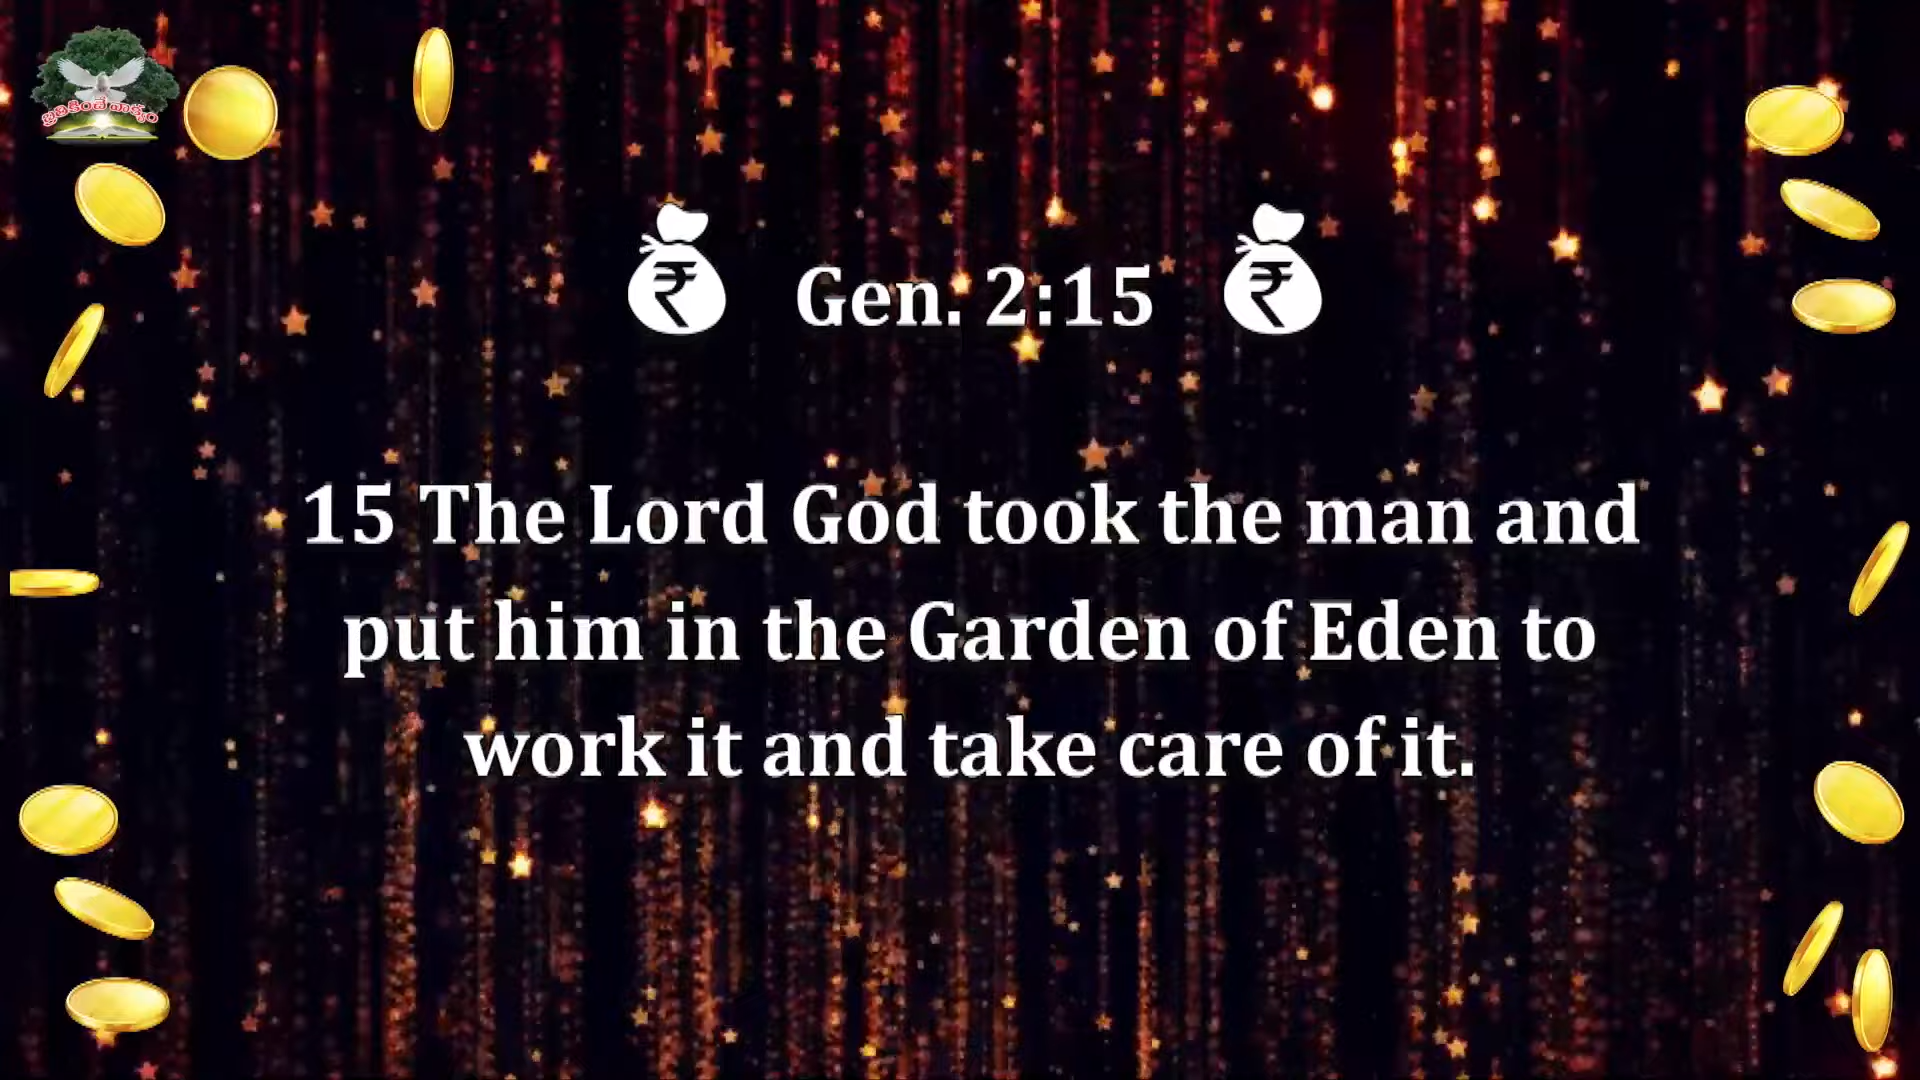 బ్రతికించే వాక్యం
₹ Gen. 2:15 ₹
15 The Lord God took the man and
put him in the Garden of Eden to
work it and take care of it.